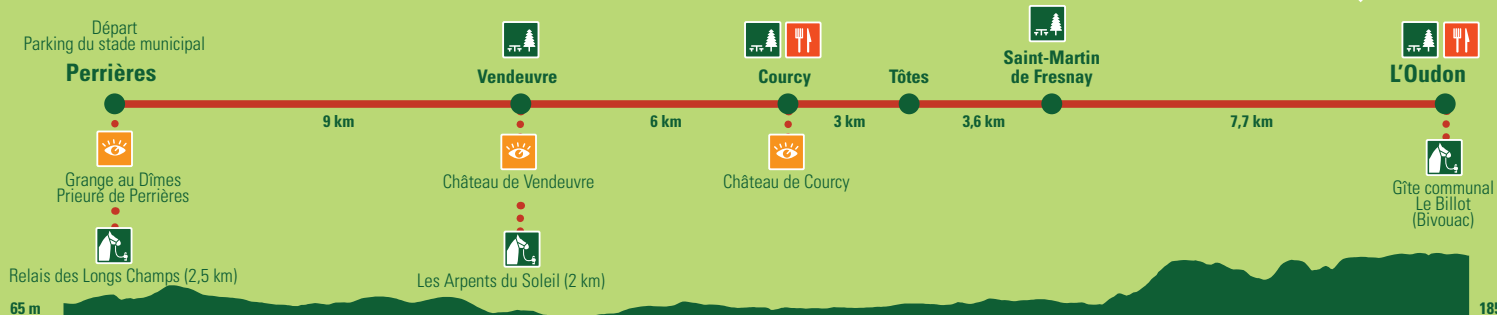 Départ
Parking du stade municipal
Perrières
Vendeuvre
Courcy
Tôtes
Saint-Martin
de Fresnay
L'Oudon
9 km
6 km
3 km
3,6 km
7,7 km
Grange au Dîmes
Prieuré de Perrières
Château de Vendeuvre
Château de Courcy
Gîte communal
Le Billot
(Bivouac)
Relais des Longs Champs (2,5 km)
Les Arpents du Soleil (2 km)
65 m
185